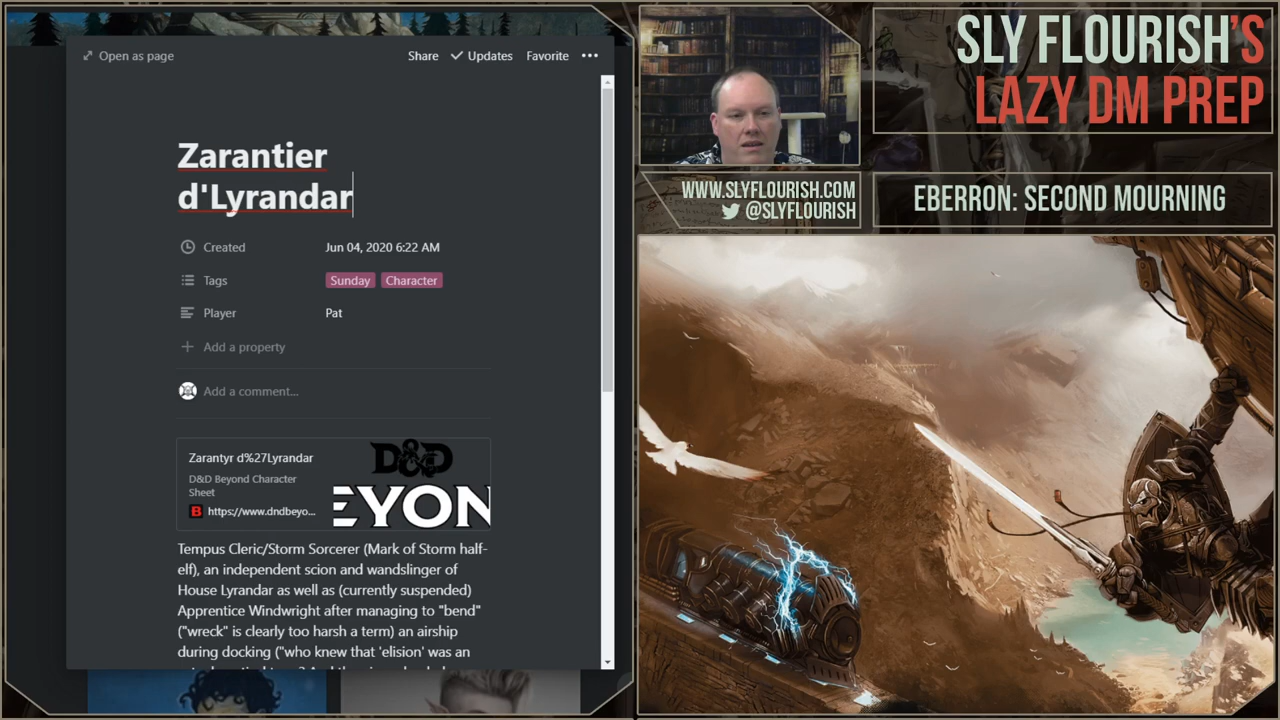 Open as page
Share
Updates
Favorite
Zarantier
d'Lyrandar
Created
Jun 04, 2020 6:22 AM
Tags
Sunday
Character
Player
Pat
Add a property
Add a comment...
Zarantyr d%27Lyrandar
D&D Beyond Character
Sheet
B
https://www.dndbeyo...
D&D
EYON
Tempus Cleric/Storm Sorcerer (Mark of Storm half-
elf), an independent scion and wandslinger of
House Lyrandar as well as (currently suspended)
Apprentice Windwright after managing to "bend"
("wreck" is clearly too harsh a term) an airship
during docking ("who knew that 'elision' was an
SLY FLOURISH'S
LAZY DM PREP
WWW.SLYFLOURISH.COM
@SLYFLOURISH
EBERRON: SECOND MOURNING